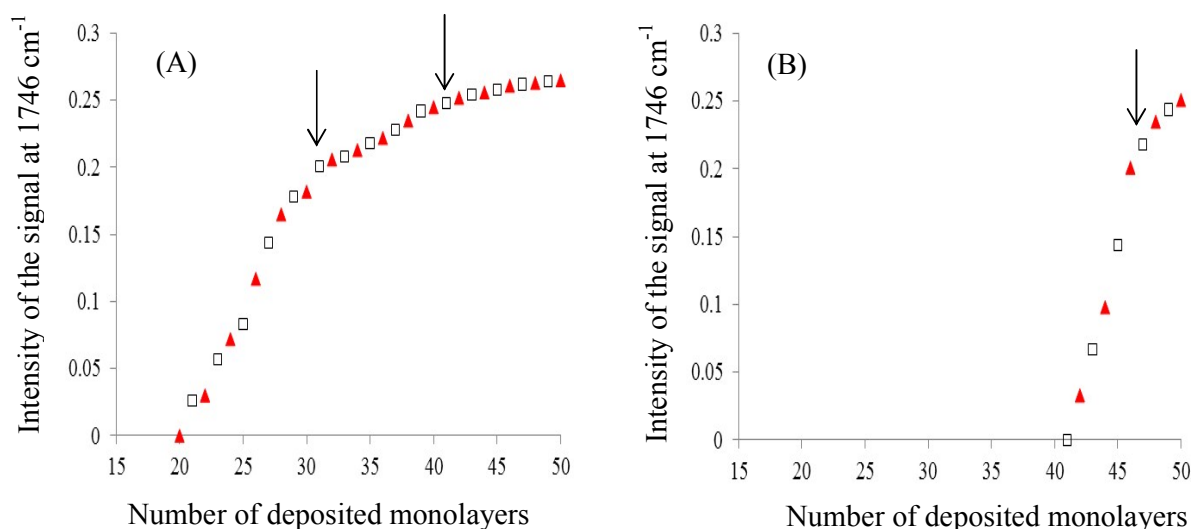 (A)
Intensity of the signal at 1746 cm⁻¹
0.3
0.25
0.2
0.15
0.1
0.05
0
15 20 25 30 35 40 45 50
Number of deposited monolayers
(B)
Intensity of the signal at 1746 cm⁻¹
0.3
0.25
0.2
0.15
0.1
0.05
0
15 20 25 30 35 40 45 50
Number of deposited monolayers